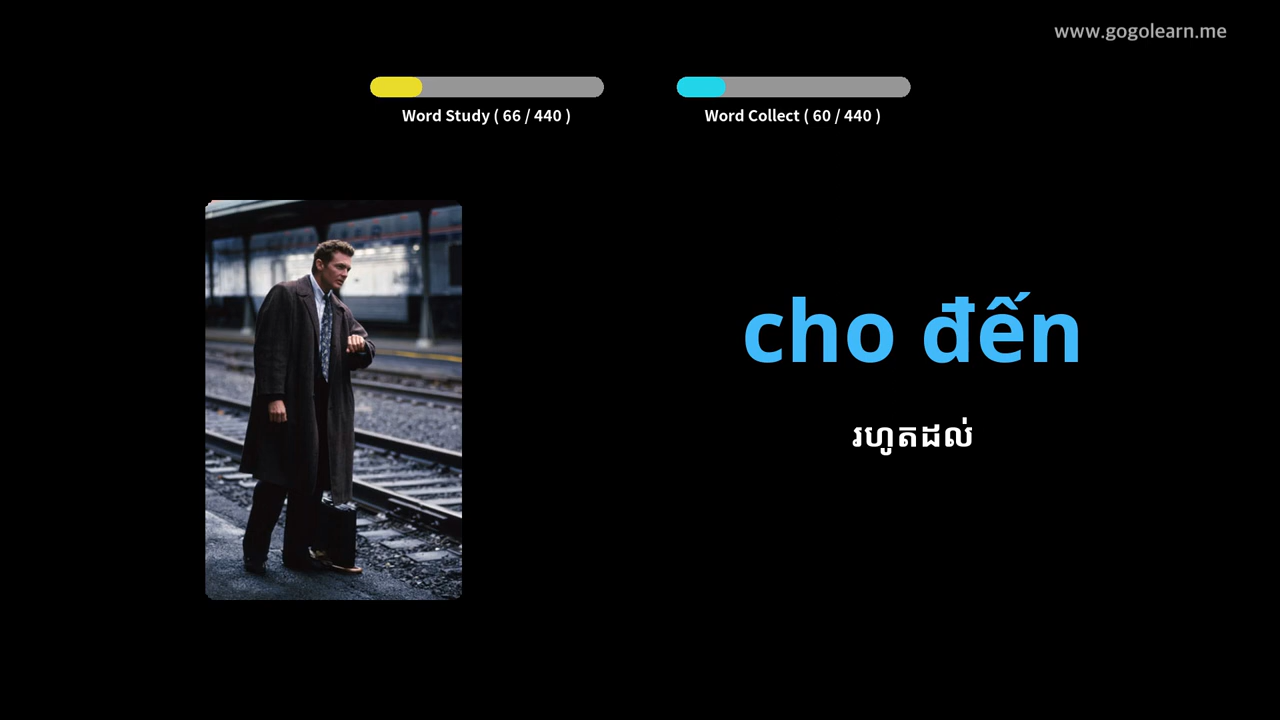 www.gogolearn.me
Word Study ( 66 / 440 )
Word Collect ( 60 / 440 )
cho đến
រហូតដល់